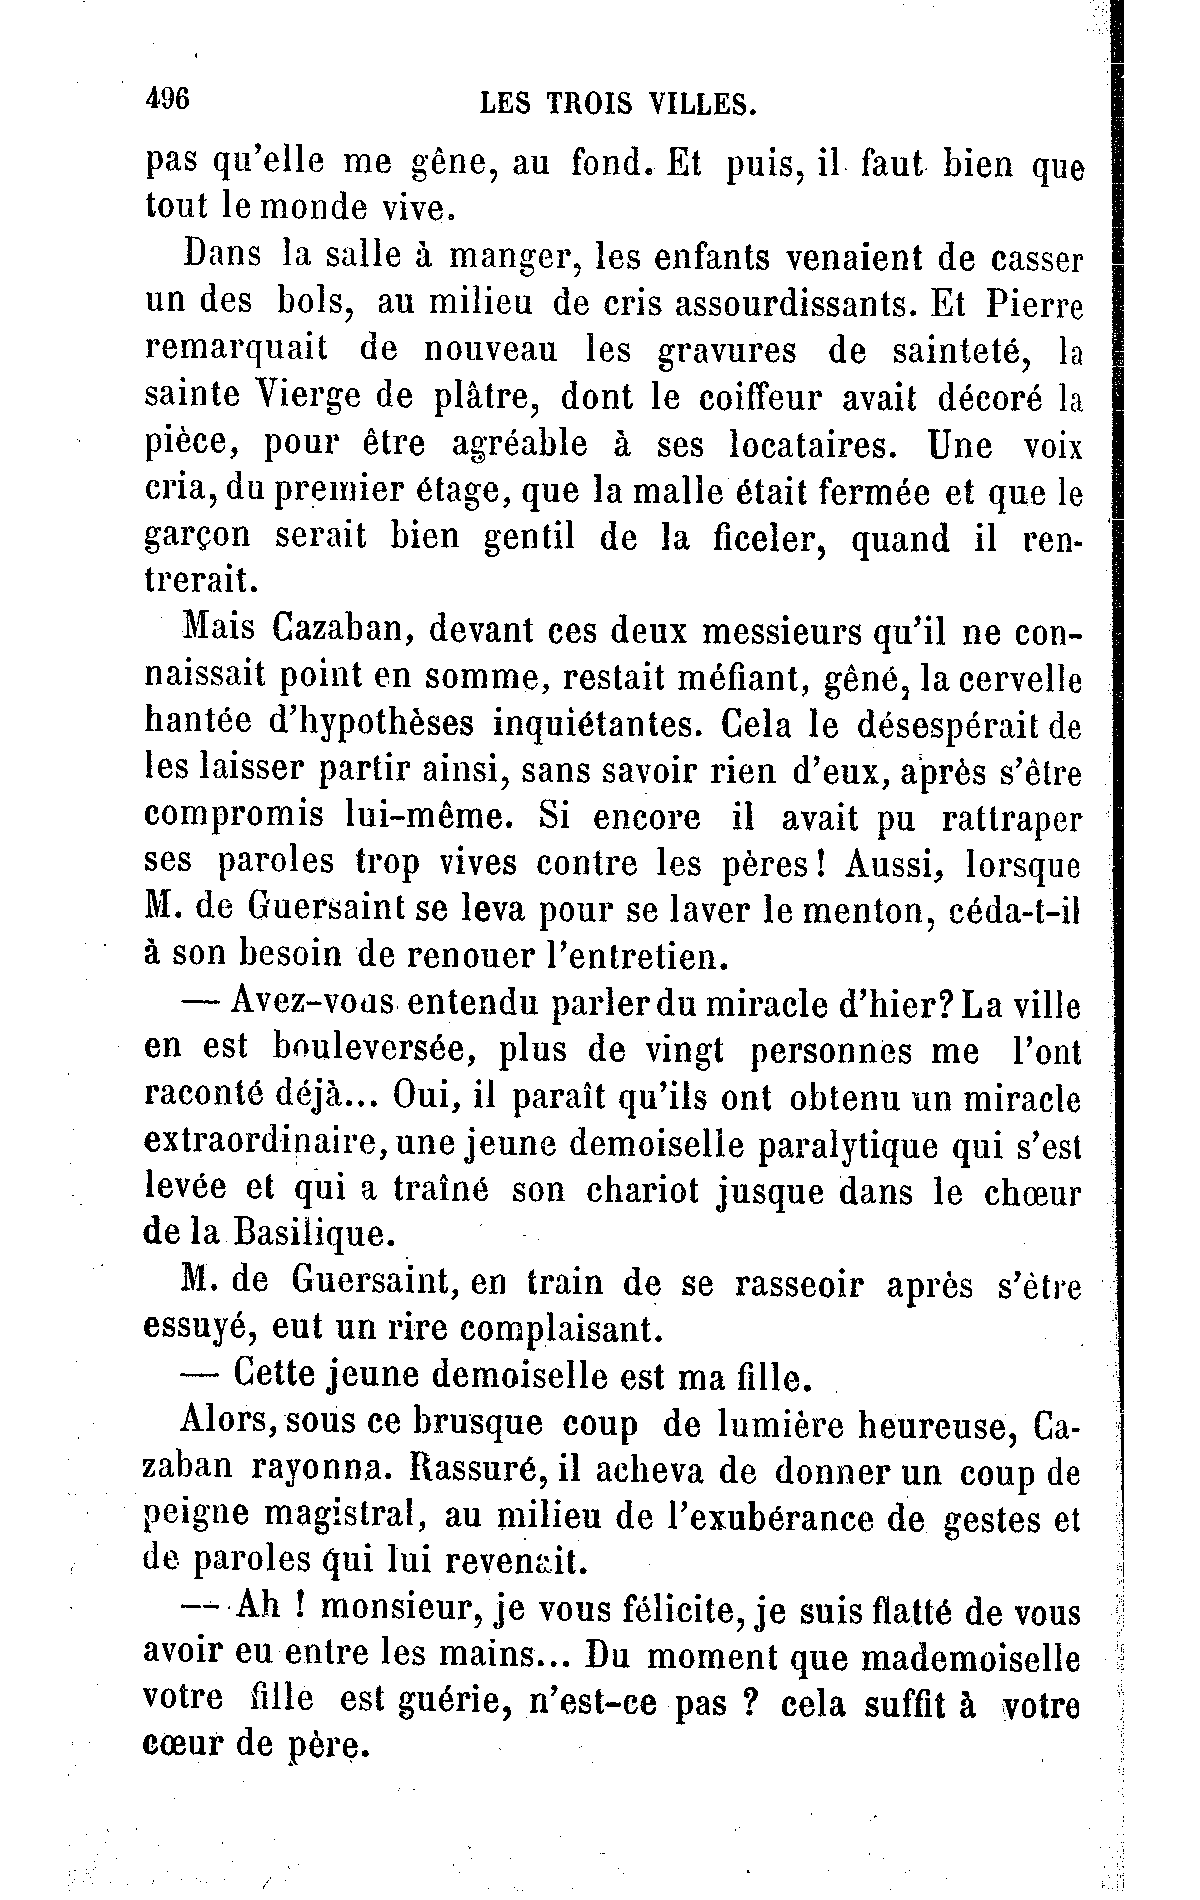 496 LES TROIS VILLES.
pas qu'elle me gêne, au fond. Et puis, il faut bien que
tout le monde vive.
Dans la salle à manger, les enfants venaient de casser
un des bols, au milieu de cris assourdissants. Et Pierre
remarquait de nouveau les gravures de sainteté, la
sainte Vierge de plâtre, dont le coiffeur avait décoré la
pièce, pour être agréable à ses locataires. Une voix
cria, du premier étage, que la malle était fermée et que le
garçon serait bien gentil de la ficeler, quand il ren-
trerait.
Mais Cazaban, devant ces deux messieurs qu'il ne con-
naissait point en somme, restait méfiant, gêné, la cervelle
hantée d'hypothèses inquiétantes. Cela le désespérait de
les laisser partir ainsi, sans savoir rien d'eux, après s'être
compromis lui-même. Si encore il avait pu rattraper
ses paroles trop vives contre les pères ! Aussi, lorsque
M. de Guersaint se leva pour se laver le menton, céda-t-il
à son besoin de renouer l'entretien.
— Avez-vous entendu parler du miracle d'hier? La ville
en est bouleversée, plus de vingt personnes me l'ont
raconté déjà... Oui, il paraît qu'ils ont obtenu un miracle
extraordinaire, une jeune demoiselle paralytique qui s'est
levée et qui a traîné son chariot jusque dans le chœur
de la Basilique.
M. de Guersaint, en train de se rasseoir après s'être
essuyé, eut un rire complaisant.
— Cette jeune demoiselle est ma fille.
Alors, sous ce brusque coup de lumière heureuse, Ca-
zaban rayonna. Rassuré, il acheva de donner un coup de
peigne magistral, au milieu de l'exubérance de gestes et
de paroles qui lui revenait.
— Ah ! monsieur, je vous félicite, je suis flatté de vous
avoir eu entre les mains... Du moment que mademoiselle
votre fille est guérie, n'est-ce pas ? cela suffit à votre
cœur de père.